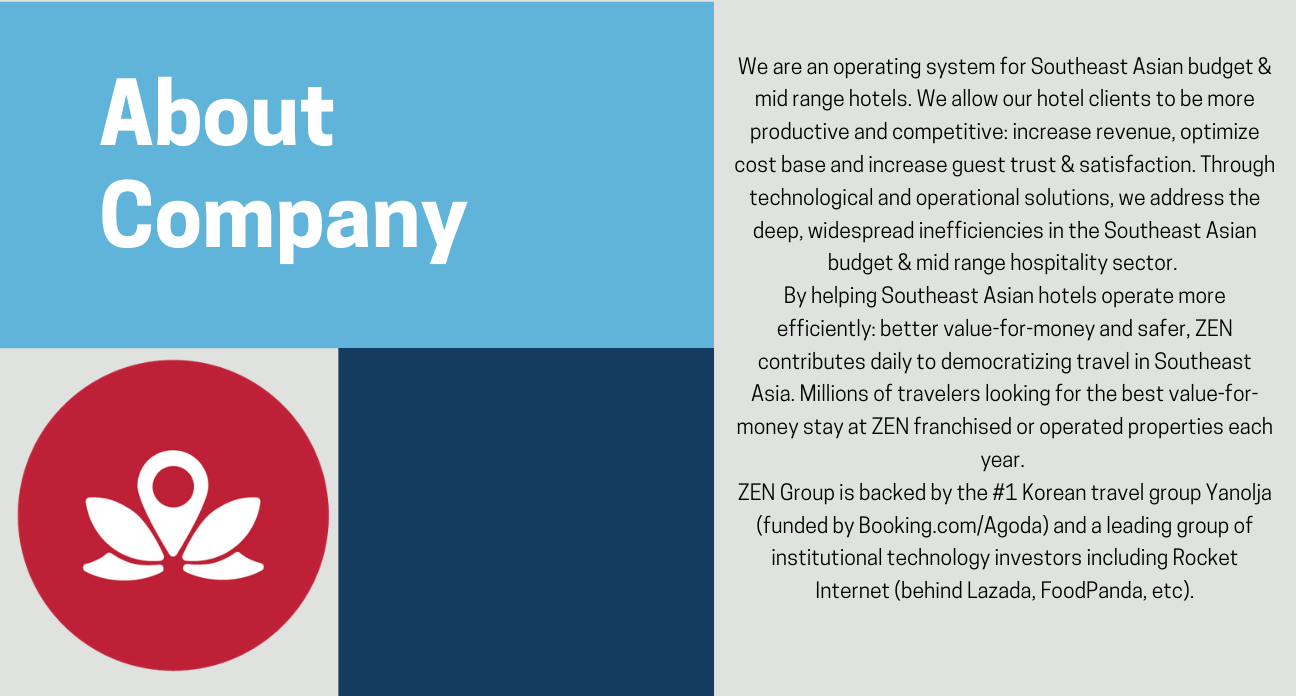 About
Company
We are an operating system for Southeast Asian budget &
mid range hotels. We allow our hotel clients to be more
productive and competitive: increase revenue, optimize
cost base and increase guest trust & satisfaction. Through
technological and operational solutions, we address the
deep, widespread inefficiencies in the Southeast Asian
budget & mid range hospitality sector.
By helping Southeast Asian hotels operate more
efficiently: better value-for-money and safer, ZEN
contributes daily to democratizing travel in Southeast
Asia. Millions of travelers looking for the best value-for-
money stay at ZEN franchised or operated properties each
year.
ZEN Group is backed by the #1 Korean travel group Yanolja
(funded by Booking.com/Agoda) and a leading group of
institutional technology investors including Rocket
Internet (behind Lazada, FoodPanda, etc).